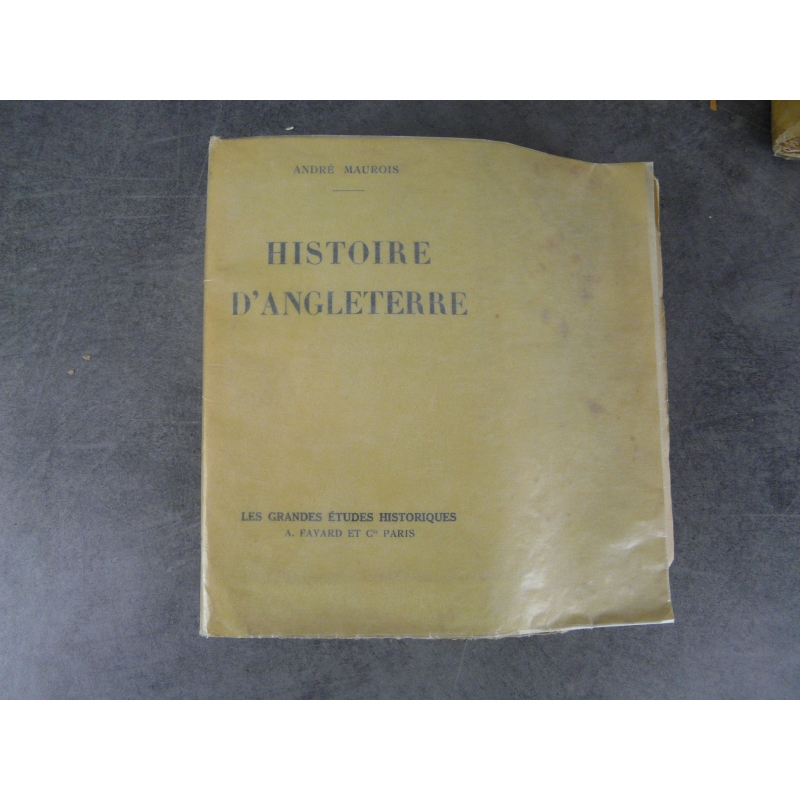 ANDRÉ MAUROIS
HISTOIRE
D'ANGLETERRE
LES GRANDES ÉTUDES HISTORIQUES
A. FAYARD ET Cie PARIS